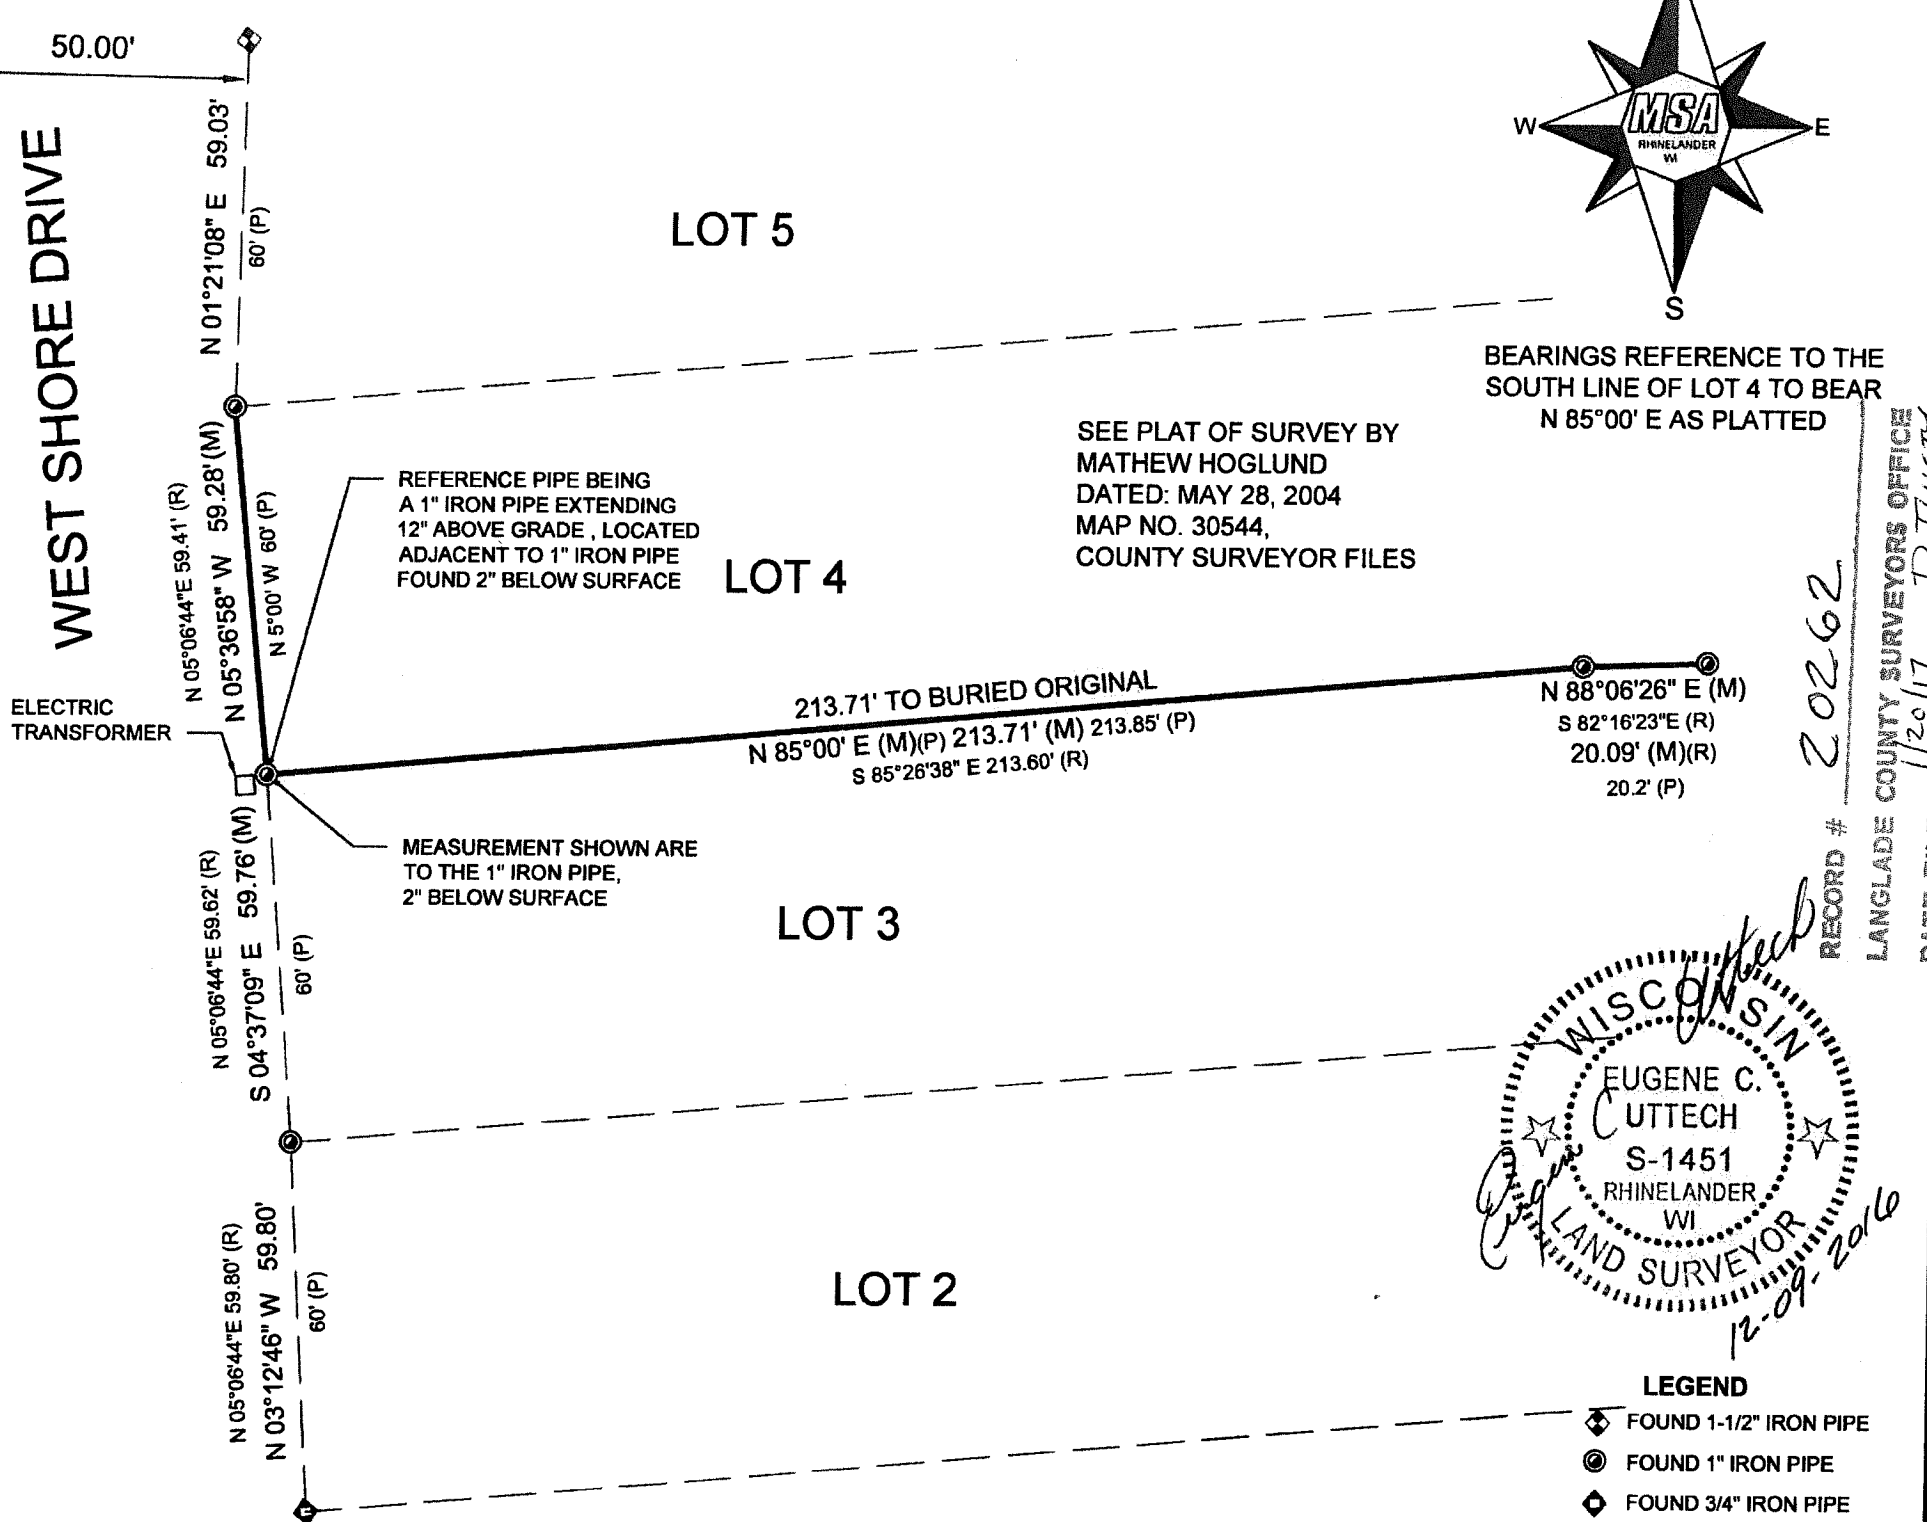 50.00'
WEST SHORE DRIVE
N 01°21'08" E 59.03'
60' (P)
LOT 5
W
E
S
MSA
RHINELANDER
WI
BEARINGS REFERENCE TO THE
SOUTH LINE OF LOT 4 TO BEAR
N 85°00' E AS PLATTED
SEE PLAT OF SURVEY BY
MATHEW HOGLUND
DATED: MAY 28, 2004
MAP NO. 30544,
COUNTY SURVEYOR FILES
REFERENCE PIPE BEING
A 1" IRON PIPE EXTENDING
12" ABOVE GRADE , LOCATED
ADJACENT TO 1" IRON PIPE
FOUND 2" BELOW SURFACE
LOT 4
N 05°06'44"E 59.41' (R)
N 05°36'58" W 59.28' (M)
N 5°00' W 60' (P)
ELECTRIC
TRANSFORMER
213.71' TO BURIED ORIGINAL
N 85°00' E (M)(P) 213.71' (M) 213.85' (P)
S 85°26'38" E 213.60' (R)
N 88°06'26" E (M)
S 82°16'23"E (R)
20.09' (M)(R)
20.2' (P)
MEASUREMENT SHOWN ARE
TO THE 1" IRON PIPE,
2" BELOW SURFACE
LOT 3
N 05°06'44"E 59.62' (R)
S 04°37'09" E 59.76' (M)
60' (P)
RECORD # 20262
LANGLADE COUNTY SURVEYORS OFFICE
WISCONSIN
EUGENE C.
UTTECH
S-1451
RHINELANDER
WI
LAND SURVEYOR
Eugene C Uttech
12-09-2016
LOT 2
N 05°06'44"E 59.80' (R)
N 03°12'46" W 59.80'
60' (P)
LEGEND
FOUND 1-1/2" IRON PIPE
FOUND 1" IRON PIPE
FOUND 3/4" IRON PIPE